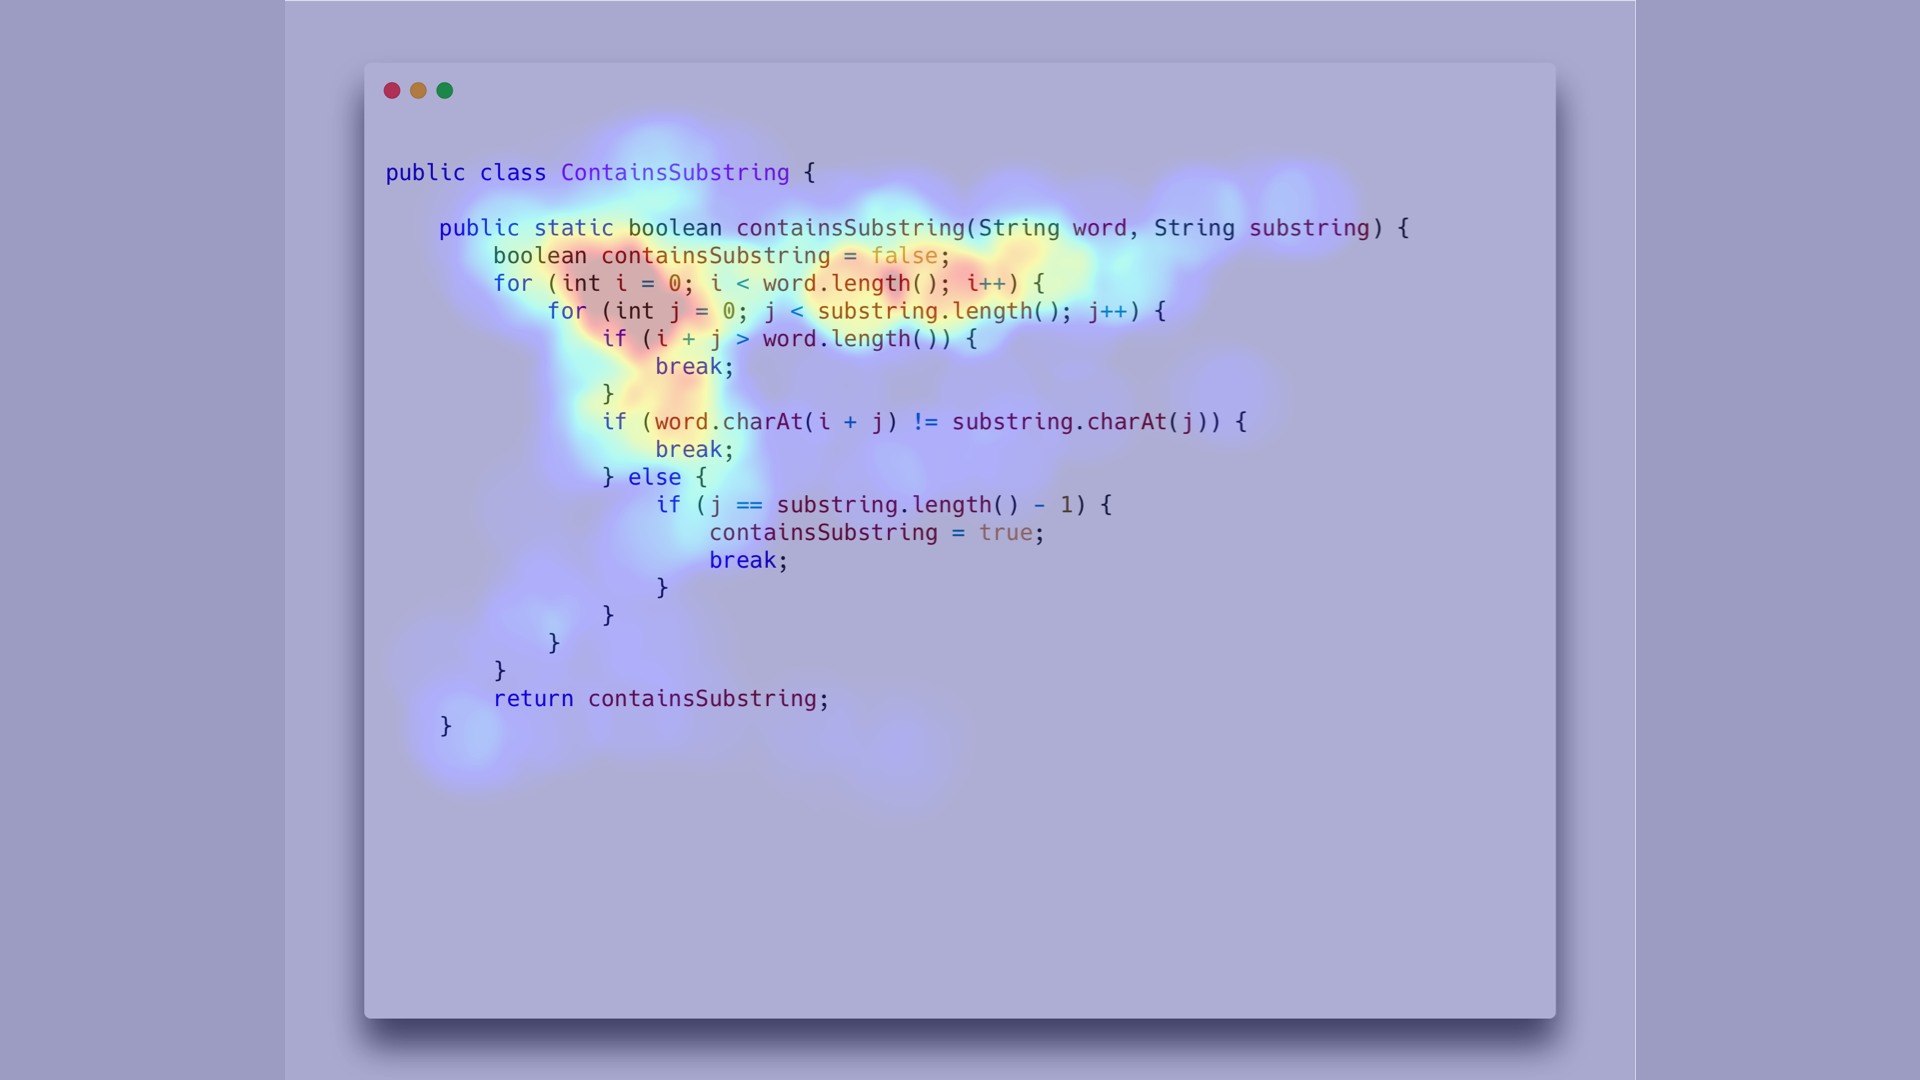 public class ContainsSubstring {
    public static boolean containsSubstring(String word, String substring) {
        boolean containsSubstring = false;
        for (int i = 0; i < word.length(); i++) {
            for (int j = 0; j < substring.length(); j++) {
                if (i + j > word.length()) {
                    break;
                }
                if (word.charAt(i + j) != substring.charAt(j)) {
                    break;
                } else {
                    if (j == substring.length() - 1) {
                        containsSubstring = true;
                        break;
                    }
                }
            }
        }
        return containsSubstring;
    }